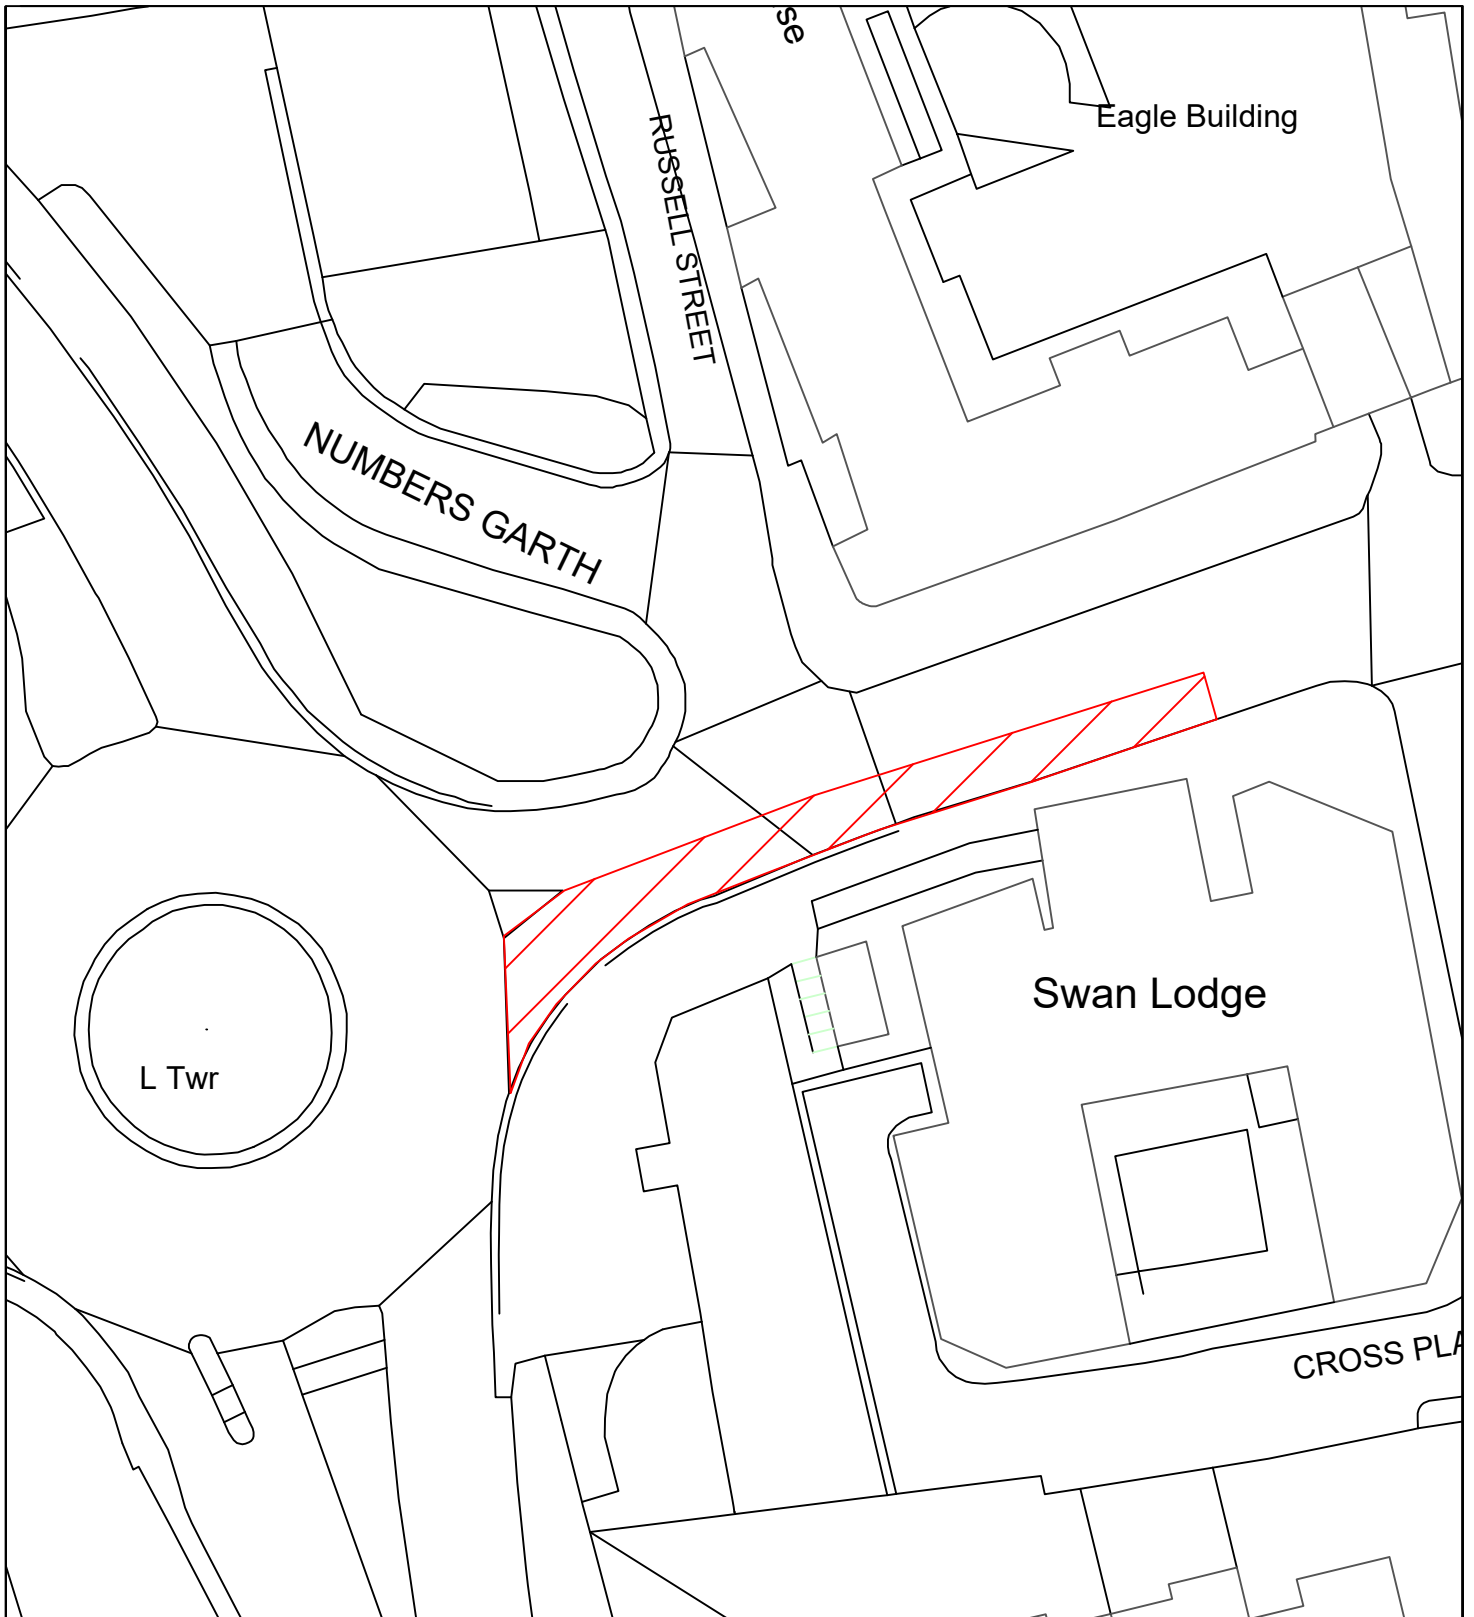 se
Eagle Building
RUSSELL STREET
NUMBERS GARTH
Swan Lodge
L Twr
CROSS PLA